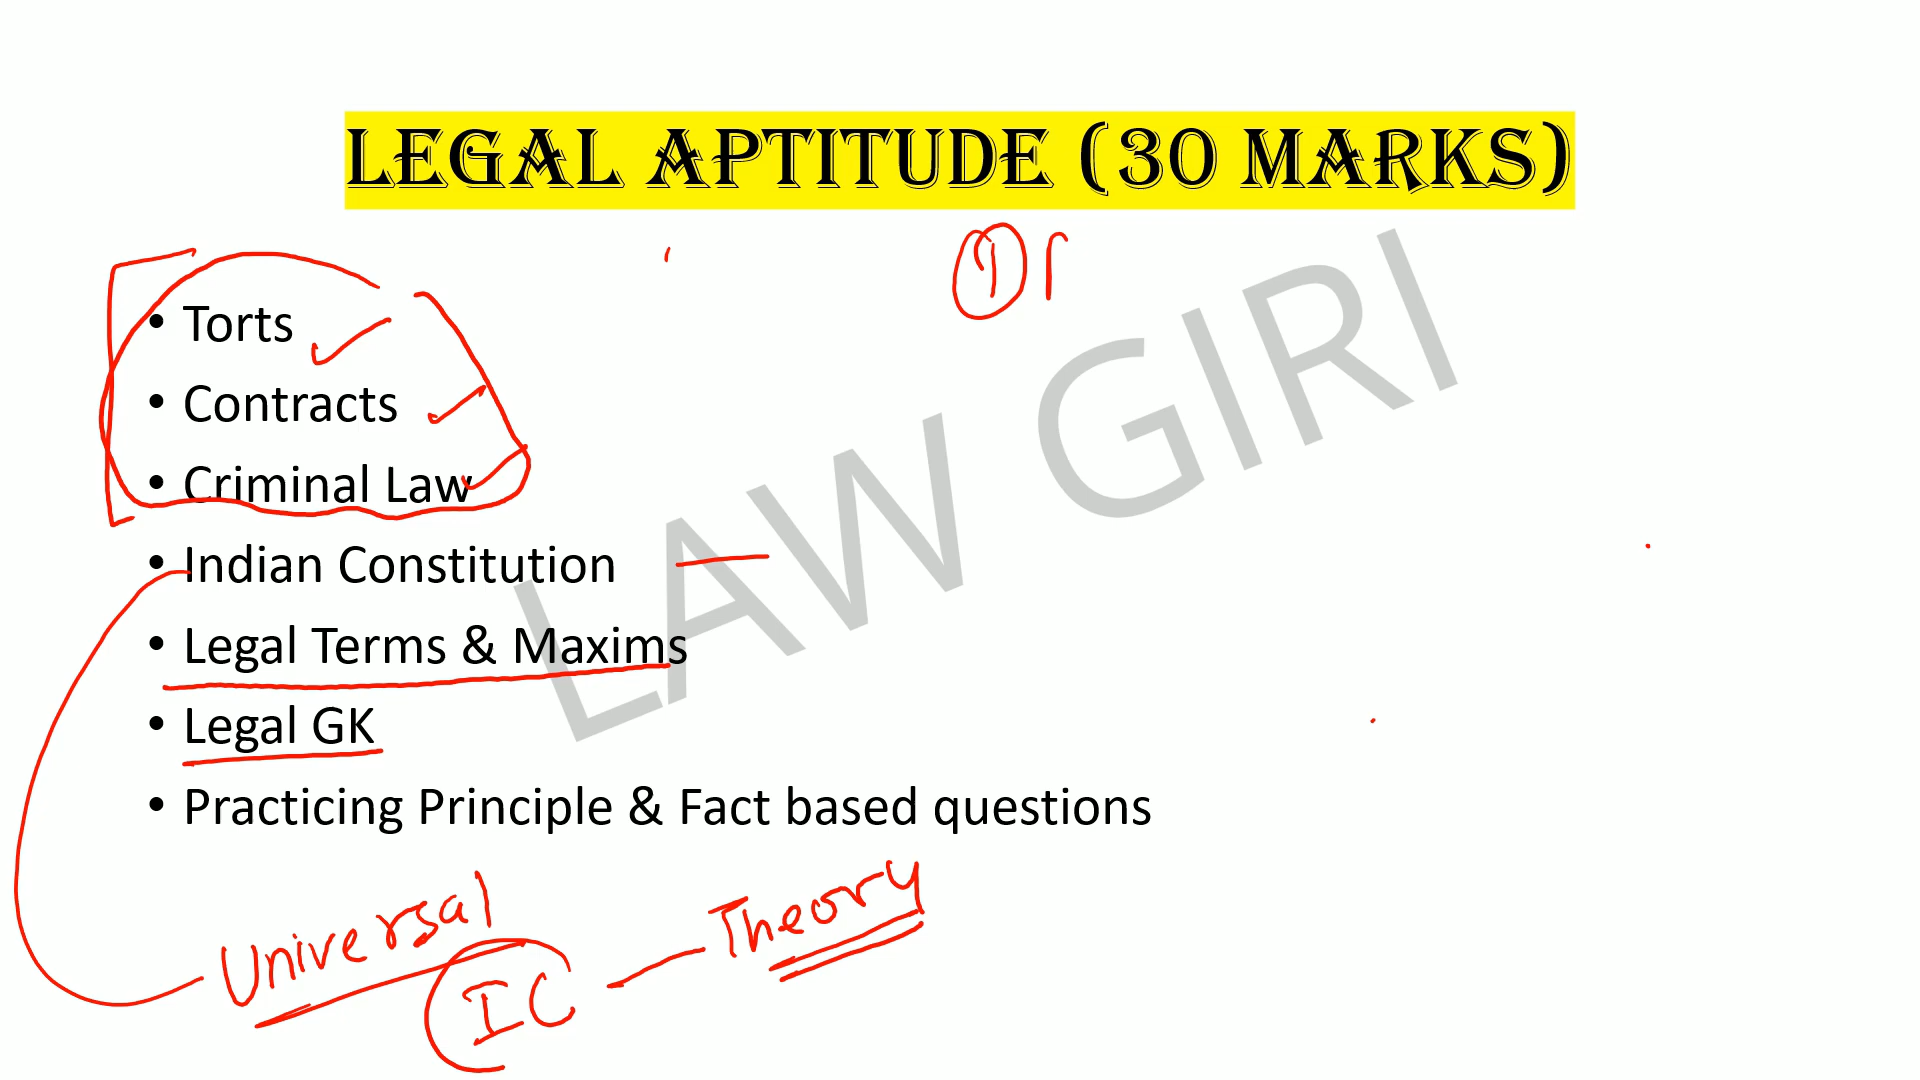 LEGAL APTITUDE (30 MARKS)
• Torts
• Contracts
• Criminal Law
• Indian Constitution
• Legal Terms & Maxims
• Legal GK
• Practicing Principle & Fact based questions
LAW GIRI
Universal
IC — Theory